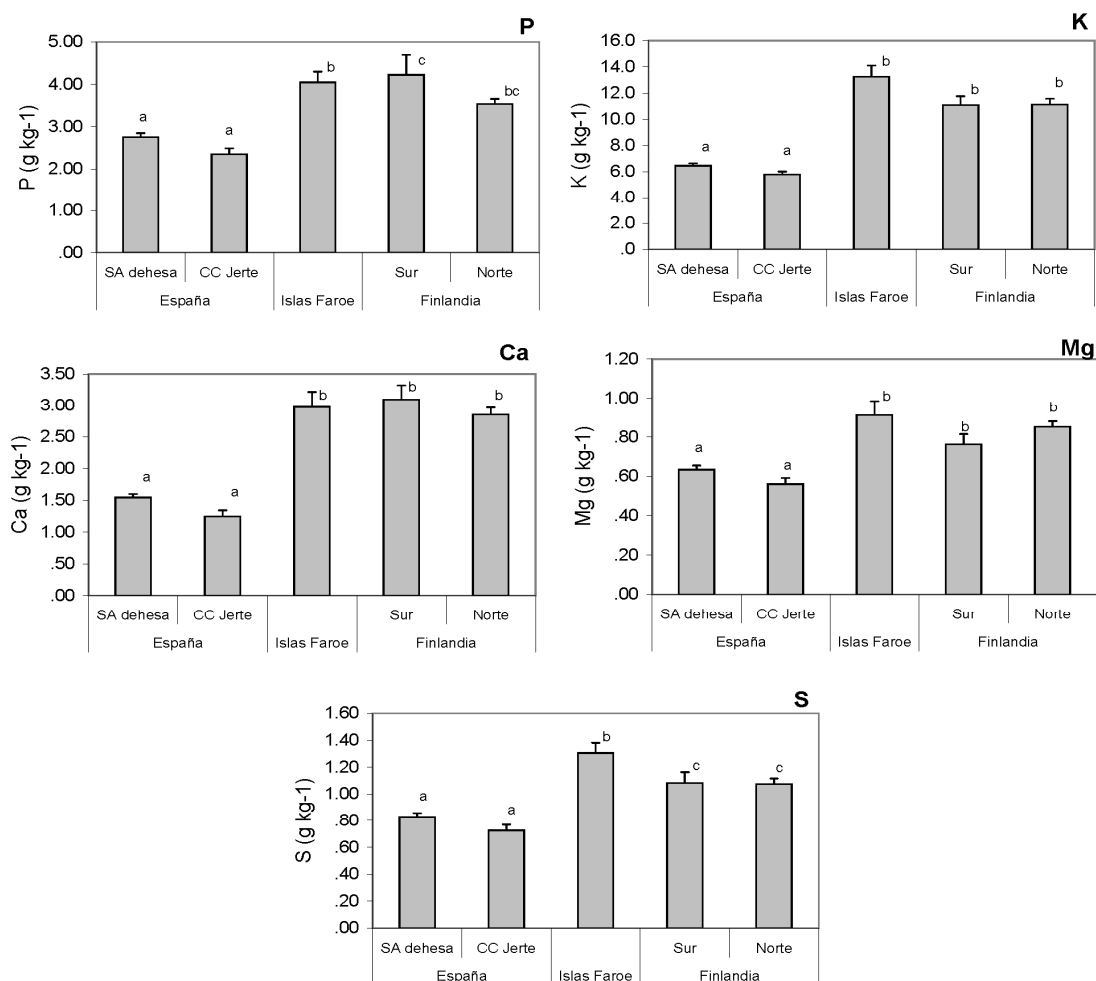 P
P (g kg-1)
5.00
4.00
3.00
2.00
1.00
.00
a
a
b
c
bc
SA dehesa CC Jerte Sur Norte
España Islas Faroe Finlandia
K
K (g kg-1)
16.0
14.0
12.0
10.0
8.0
6.0
4.0
2.0
.0
a
a
b
b
b
SA dehesa CC Jerte Sur Norte
España Islas Faroe Finlandia
Ca
Ca (g kg-1)
3.50
3.00
2.50
2.00
1.50
1.00
.50
.00
a
a
b
b
b
SA dehesa CC Jerte Sur Norte
España Islas Faroe Finlandia
Mg
Mg (g kg-1)
1.20
1.00
.80
.60
.40
.20
.00
a
a
b
b
b
SA dehesa CC Jerte Sur Norte
España Islas Faroe Finlandia
S
S (g kg-1)
1.60
1.40
1.20
1.00
.80
.60
.40
.20
.00
a
a
b
c
c
SA dehesa CC Jerte Sur Norte
España Islas Faroe Finlandia